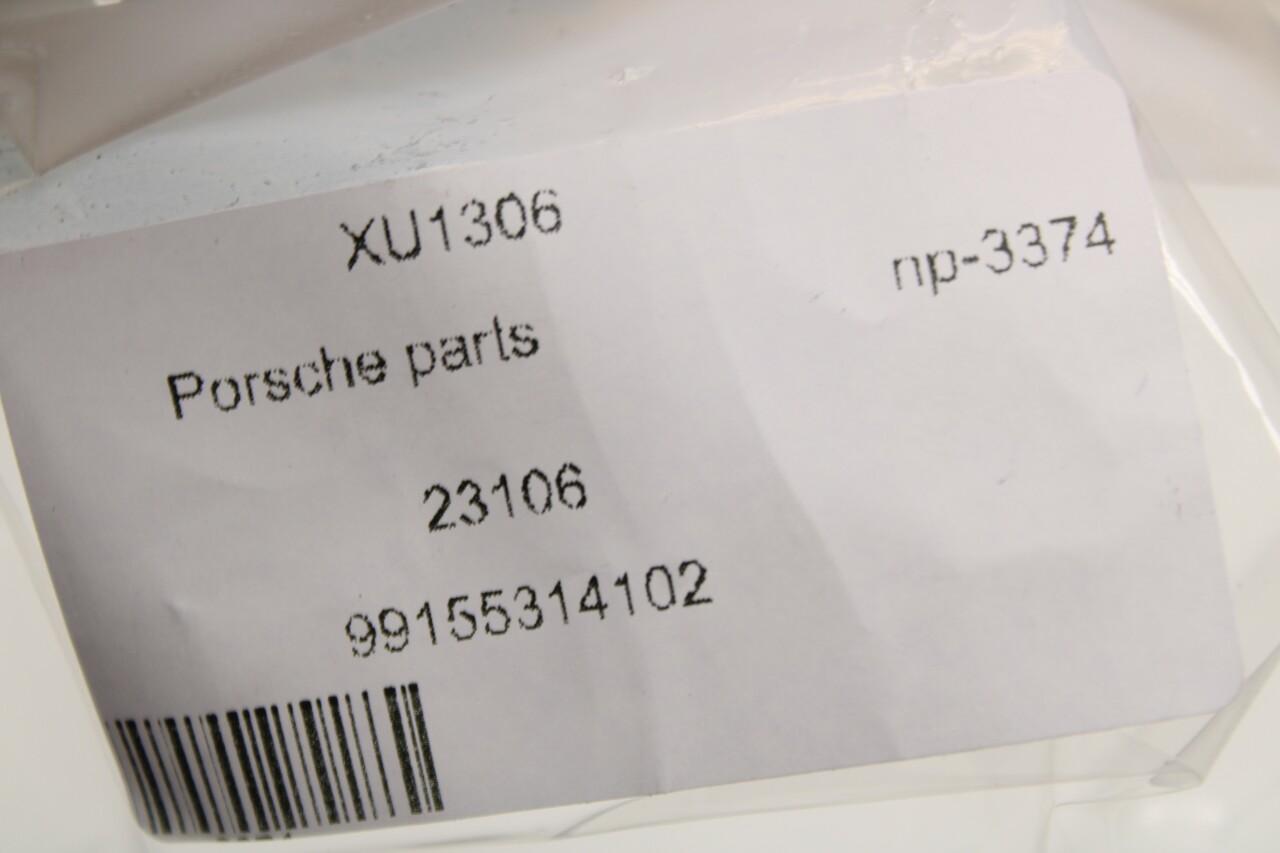 XU1306
np-3374
Porsche parts
23106
99155314102